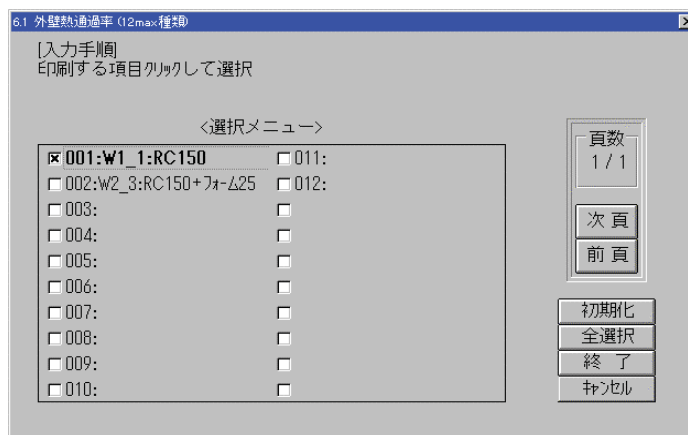 6.1 外壁熱通過率 (12max種類)
[入力手順]
印刷する項目クリックして選択
<選択メニュー>
001:W1_1:RC150
002:W2_3:RC150+フォーム25
003:
004:
005:
006:
007:
008:
009:
010:
011:
012:
頁数
1 / 1
次 頁
前 頁
初期化
全選択
終 了
キャンセル